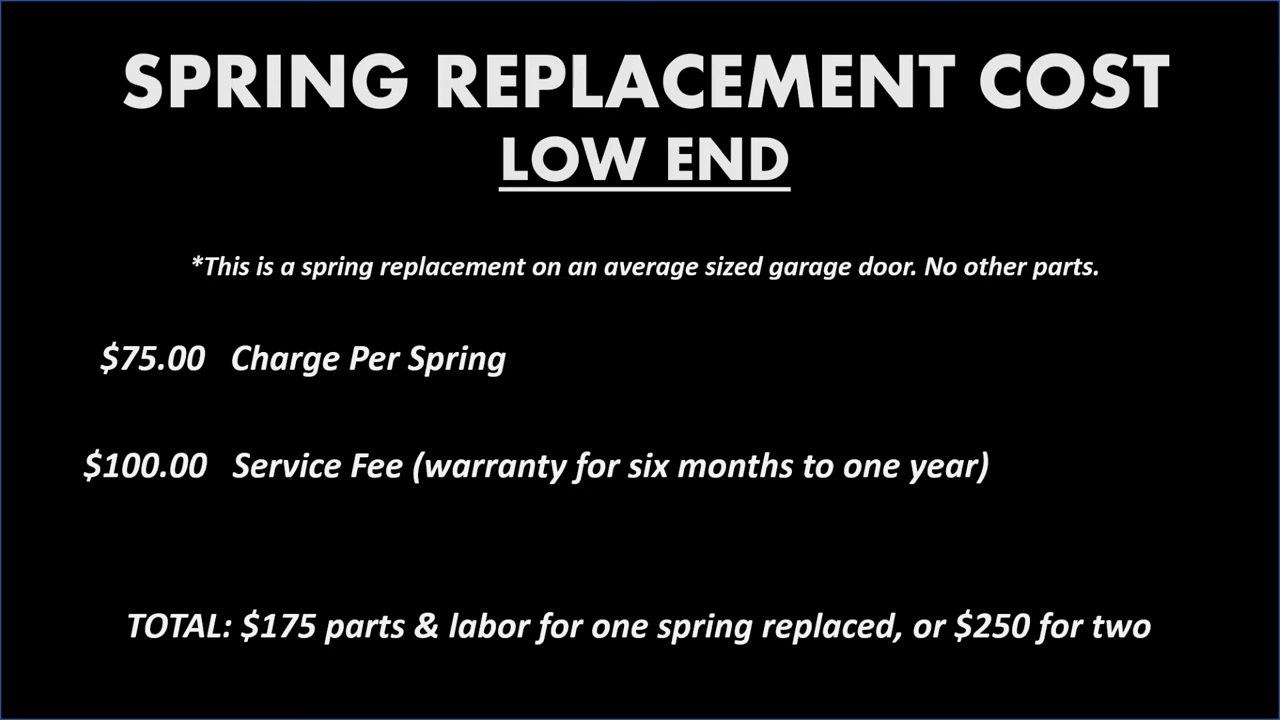 SPRING REPLACEMENT COST
LOW END
*This is a spring replacement on an average sized garage door. No other parts.
$75.00 Charge Per Spring
$100.00 Service Fee (warranty for six months to one year)
TOTAL: $175 parts & labor for one spring replaced, or $250 for two